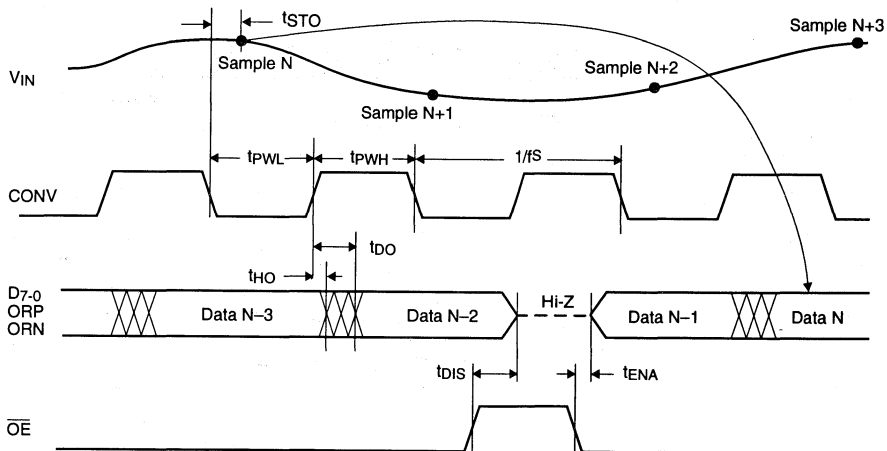 tSTO
Sample N+3
VIN
Sample N
Sample N+2
Sample N+1
tPWL
tPWH
1/fS
CONV
tDO
tHO
D7-0
ORP
ORN
Data N–3
Data N–2
Hi-Z
Data N–1
Data N
tDIS
tENA
OE